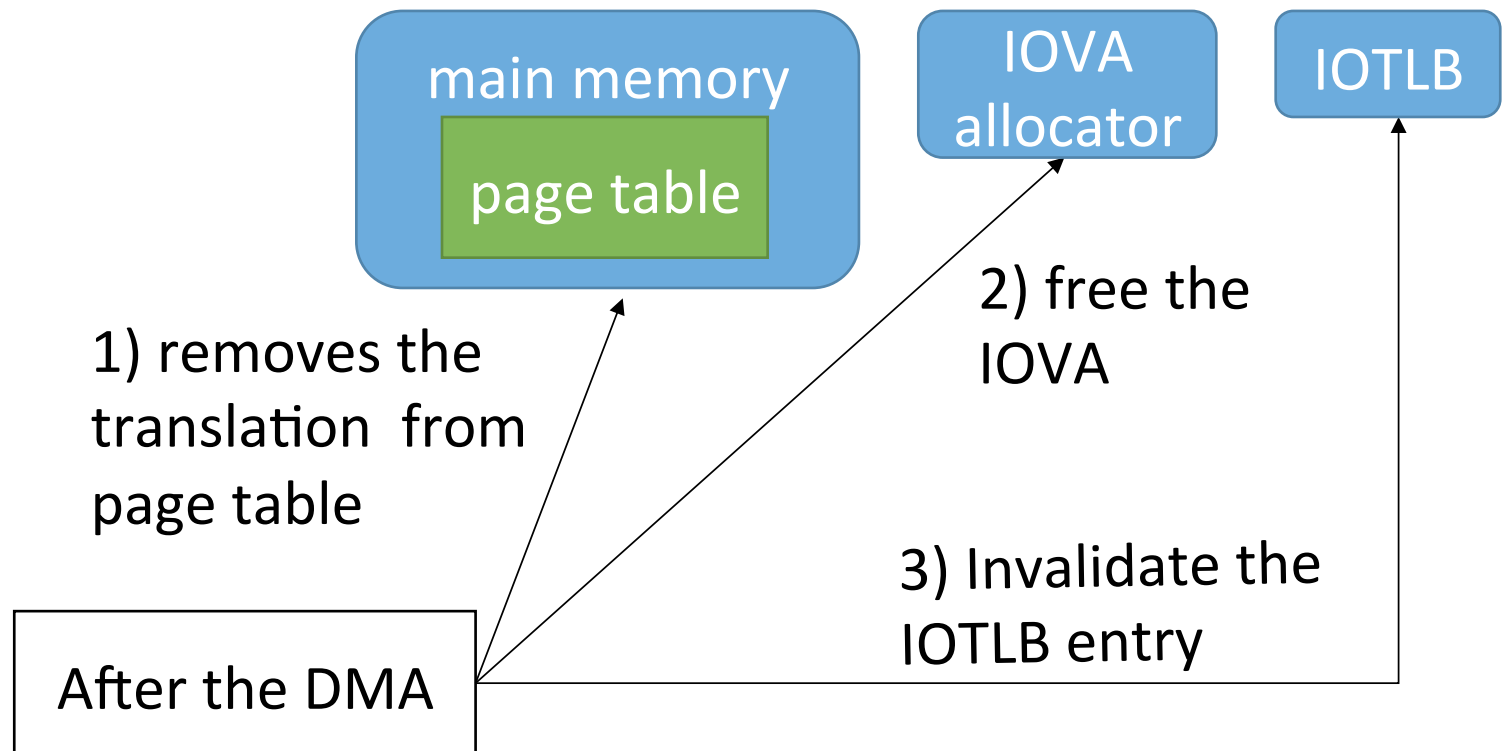 main memory
page table
IOVA
allocator
IOTLB
1) removes the
translation from
page table
2) free the
IOVA
3) Invalidate the
IOTLB entry
After the DMA